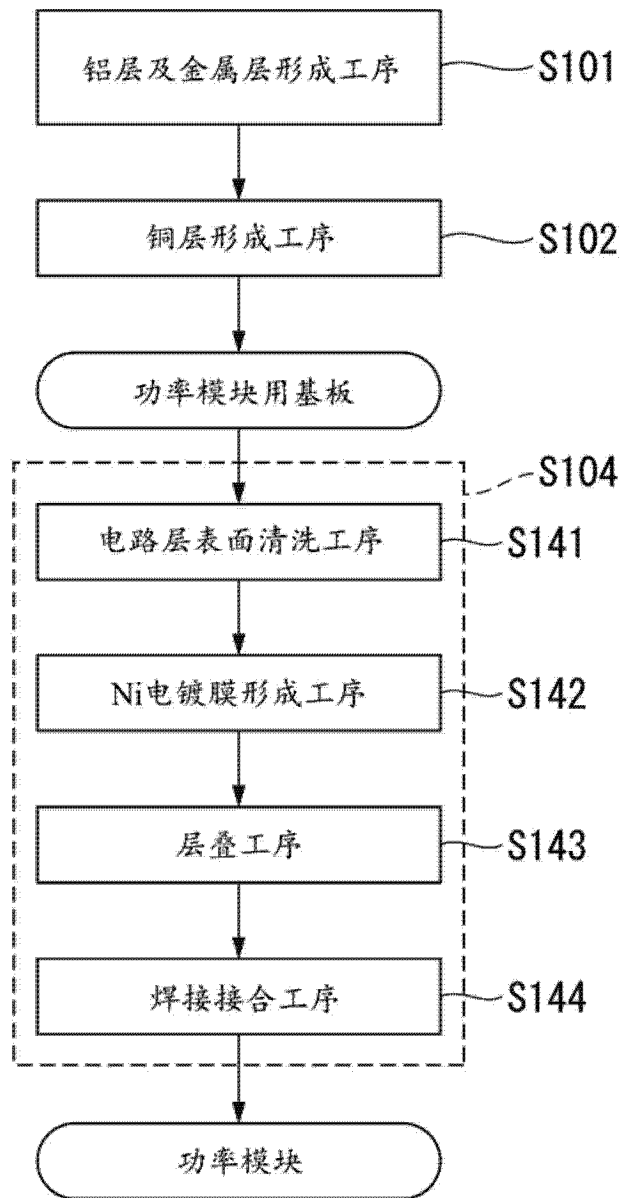 铝层及金属层形成工序
S101
铜层形成工序
S102
功率模块用基板
S104
电路层表面清洗工序
S141
Ni电镀膜形成工序
S142
层叠工序
S143
焊接接合工序
S144
功率模块